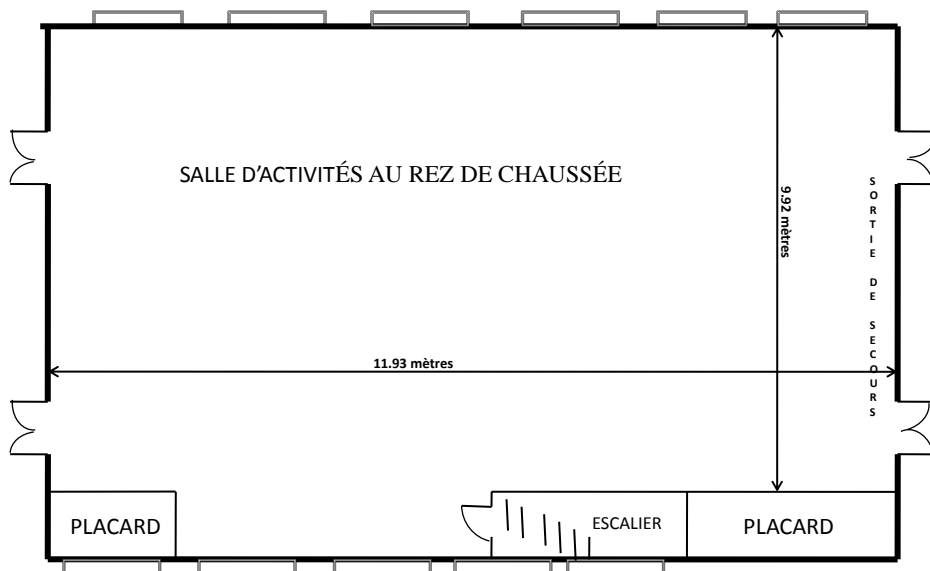 SALLE D'ACTIVITÉS AU REZ DE CHAUSSÉE
9.92 mètres
SORTIE DE SECOURS
11.93 mètres
PLACARD
ESCALIER
PLACARD